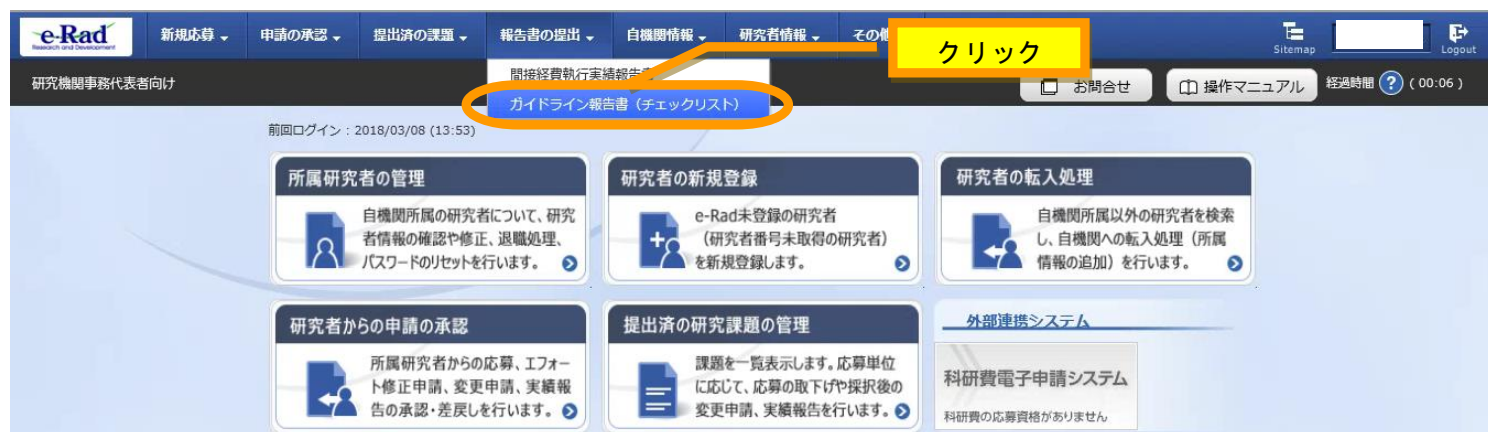 e-Rad
Research and Development
新規応募
申請の承認
提出済の課題
報告書の提出
自機関情報
研究者情報
その他
クリック
Sitemap
Logout
研究機関事務代表者向け
間接経費執行実績報告書
ガイドライン報告書（チェックリスト）
お問合せ
操作マニュアル
経過時間 ? ( 00:06 )
前回ログイン : 2018/03/08 (13:53)
所属研究者の管理
自機関所属の研究者について、研究
者情報の確認や修正、退職処理、
パスワードのリセットを行います。
研究者の新規登録
e-Rad未登録の研究者
（研究者番号未取得の研究者）
を新規登録します。
研究者の転入処理
自機関所属以外の研究者を検索
し、自機関への転入処理（所属
情報の追加）を行います。
研究者からの申請の承認
所属研究者からの応募、エフォー
ト修正申請、変更申請、実績報
告の承認・差戻しを行います。
提出済の研究課題の管理
課題を一覧表示します。応募単位
に応じて、応募の取下げや採択後の
変更申請、実績報告を行います。
外部連携システム
科研費電子申請システム
科研費の応募資格がありません